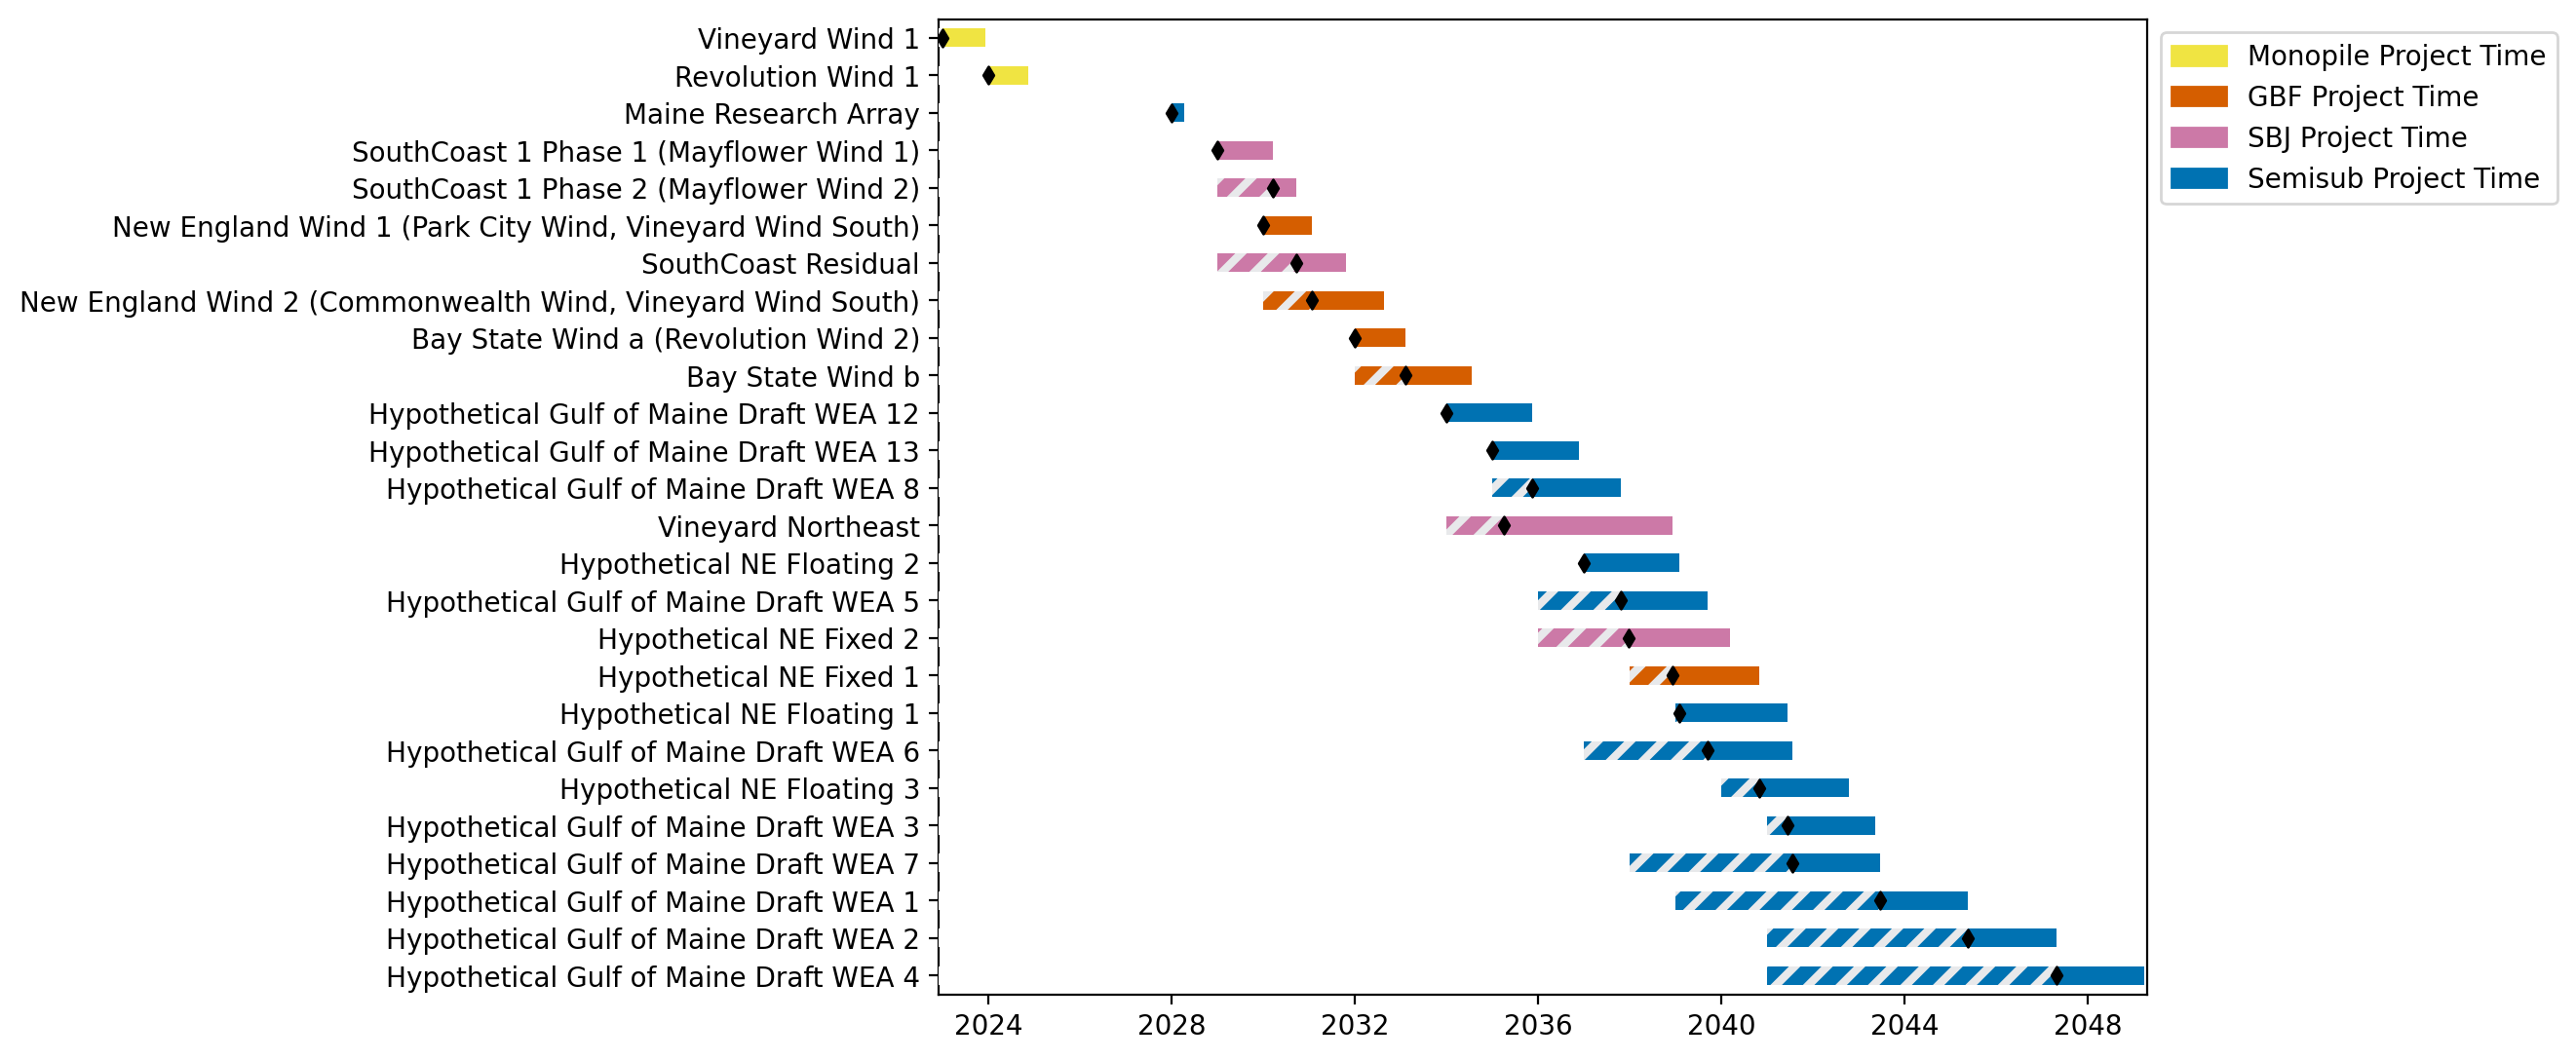 Vineyard Wind 1
Revolution Wind 1
Maine Research Array
SouthCoast 1 Phase 1 (Mayflower Wind 1)
SouthCoast 1 Phase 2 (Mayflower Wind 2)
New England Wind 1 (Park City Wind, Vineyard Wind South)
SouthCoast Residual
New England Wind 2 (Commonwealth Wind, Vineyard Wind South)
Bay State Wind a (Revolution Wind 2)
Bay State Wind b
Hypothetical Gulf of Maine Draft WEA 12
Hypothetical Gulf of Maine Draft WEA 13
Hypothetical Gulf of Maine Draft WEA 8
Vineyard Northeast
Hypothetical NE Floating 2
Hypothetical Gulf of Maine Draft WEA 5
Hypothetical NE Fixed 2
Hypothetical NE Fixed 1
Hypothetical NE Floating 1
Hypothetical Gulf of Maine Draft WEA 6
Hypothetical NE Floating 3
Hypothetical Gulf of Maine Draft WEA 3
Hypothetical Gulf of Maine Draft WEA 7
Hypothetical Gulf of Maine Draft WEA 1
Hypothetical Gulf of Maine Draft WEA 2
Hypothetical Gulf of Maine Draft WEA 4
2024 2028 2032 2036 2040 2044 2048
Monopile Project Time
GBF Project Time
SBJ Project Time
Semisub Project Time